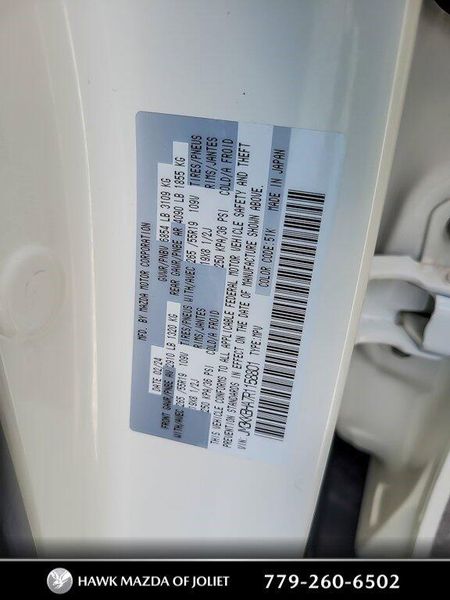 MFD. BY MAZDA MOTOR CORPORATION
DATE: 02/24 GVWR/PNBV 6854 LB 3109 KG
FRONT GAWR/PNBE AV 2910 LB 1320 KG REAR GAWR/PNBE AR 4090 LB 1855 KG
WITH/AVEC TIRES/PNEUS WITH/AVEC TIRES/PNEUS
265 /55R19 109V RIMS/JANTES 265 /55R19 109V RIMS/JANTES
19X8 1/2J COLD/A FROID 19X8 1/2J COLD/A FROID
250 KPA/36 PSI 250 KPA/36 PSI
THIS VEHICLE CONFORMS TO ALL APPLICABLE FEDERAL MOTOR VEHICLE SAFETY AND THEFT
PREVENTION STANDARDS IN EFFECT ON THE DATE OF MANUFACTURE SHOWN ABOVE.
VIN: TYPE: MPV COLOR CODE: 51K MADE IN JAPAN
HAWK MAZDA OF JOLIET 779-260-6502